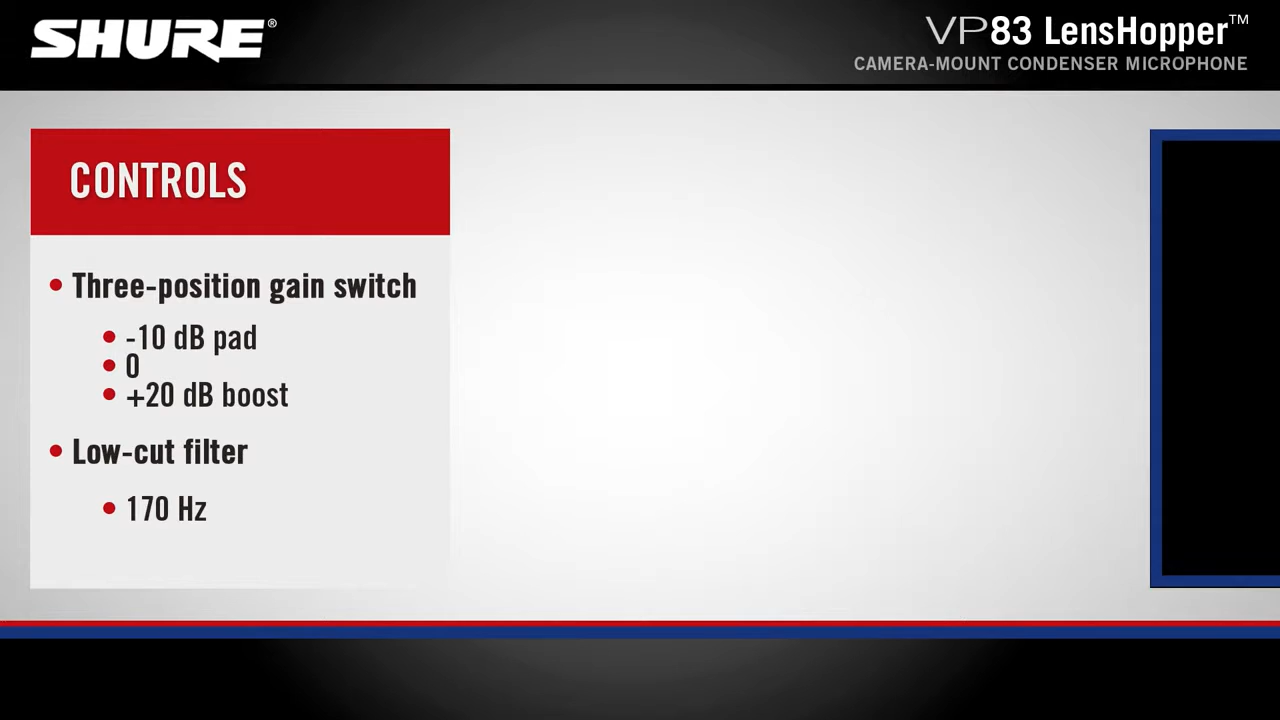 SHURE®
VP83 LensHopper™
CAMERA-MOUNT CONDENSER MICROPHONE
CONTROLS
• Three-position gain switch
• -10 dB pad
• 0
• +20 dB boost
• Low-cut filter
• 170 Hz